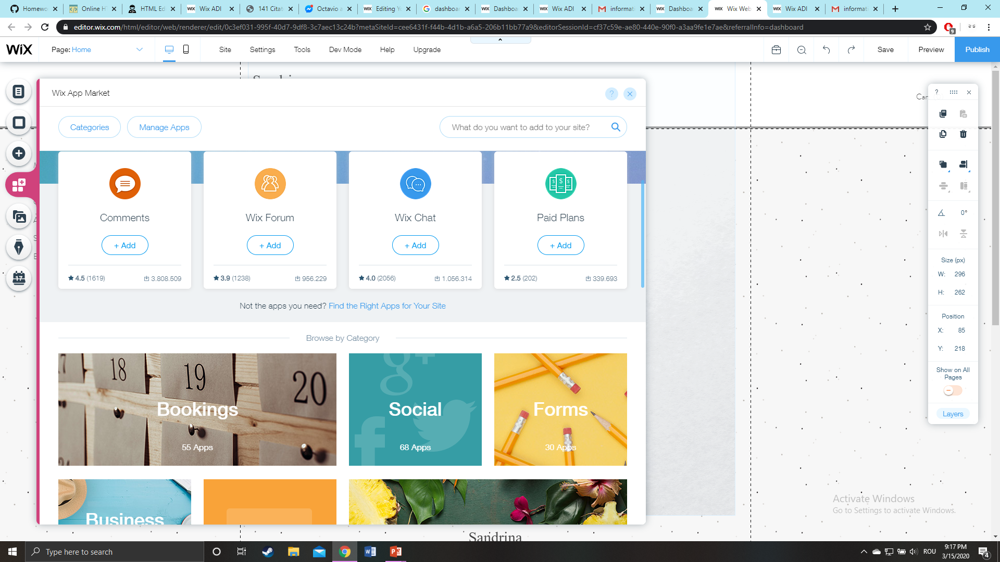 Homewo
Online H
HTML Ed
Wix ADI
141 Citat
Octavio a
Editing Y
dashboa
Dashboa
Wix ADI
informat
Dashboa
Wix Web
Wix ADI
informat
editor.wix.com/html/editor/web/renderer/edit/0c3ef031-995f-40d7-9df8-3c7aec13c24b?metaSiteId=cee6431f-f44b-4d1b-a6a5-206b11bb77a9&editorSessionId=cf37c59e-ae80-440e-90f0-a3aa9fe1e7ae&referralInfo=dashboard
9
WiX
Page: Home
Site
Settings
Tools
Dev Mode
Help
Upgrade
Save
Preview
Publish
Wix App Market
?
Categories
Manage Apps
What do you want to add to your site?
Comments
+ Add
4.5 (1619)
3.808.509
Wix Forum
+ Add
3.9 (1238)
956.229
Wix Chat
+ Add
4.0 (2056)
1.056.314
Paid Plans
+ Add
2.5 (202)
339.693
Not the apps you need? Find the Right Apps for Your Site
Browse by Category
18
19
20
Bookings
55 Apps
Social
68 Apps
Forms
30 Apps
Business
17
?
0°
Size (px)
W: 296
H: 262
Position
X: 85
Y: 218
Show on All
Pages
Layers
Activate Windows
Go to Settings to activate Windows.
Sandrina
Type here to search
ROU
9:17 PM
3/15/2020
4